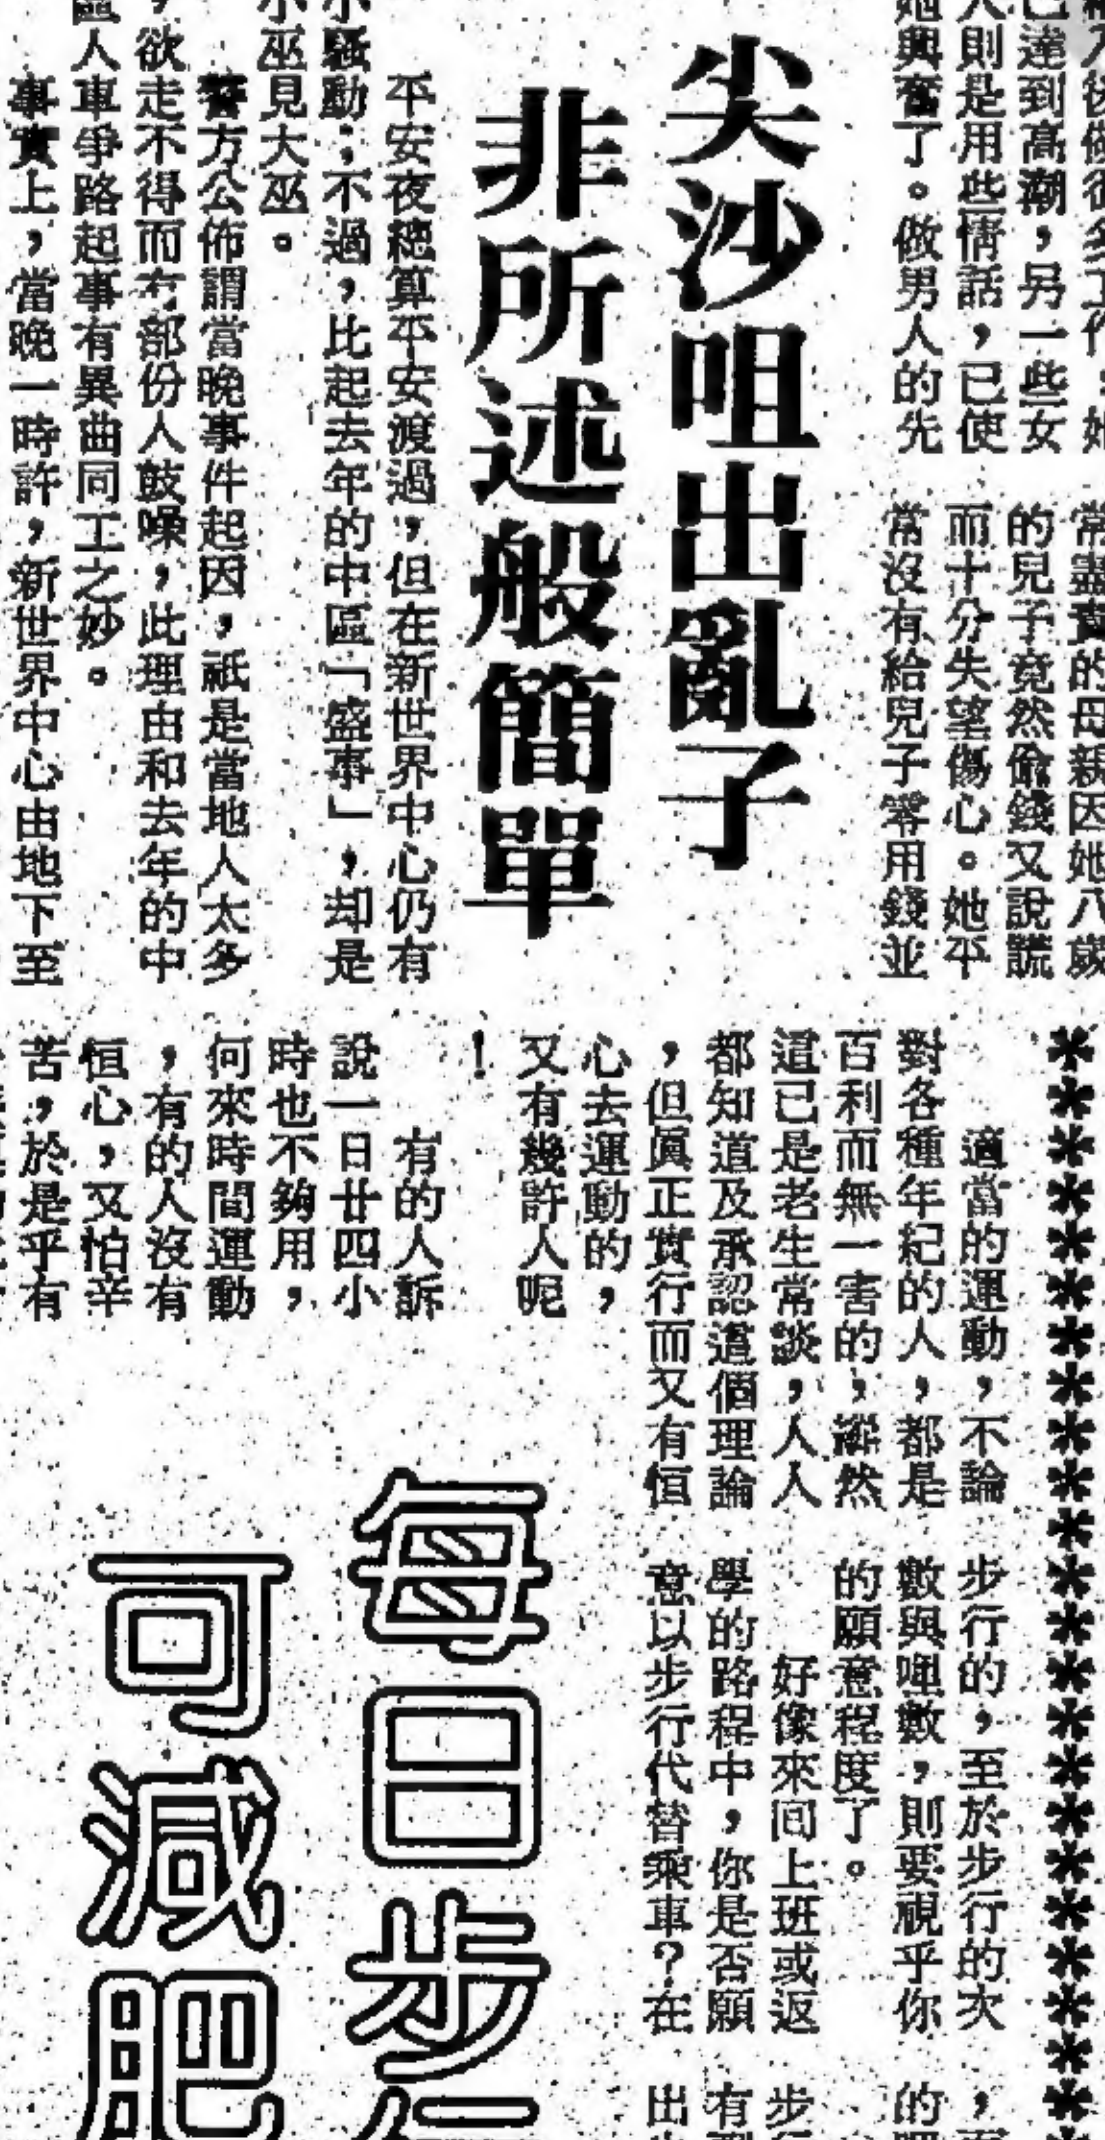 已達到高潮，另一些女
人則是用些情話，已使
她興奮了。做男人的先
常盡責的母親因她八歲
的兒子竟然偷錢又說謊
而十分失望傷心。她平
常沒有給兒子零用錢並
尖沙咀出亂子
非所述般簡單
平安夜總算平安渡過，但在新世界中心仍有
小騷動；不過，比起去年的中區「盛事」，却是
小巫見大巫。
警方公佈謂當晚事件起因，祇是當地人太多
，欲走不得而有部份人鼓噪，此理由和去年的中
區人車爭路起事有異曲同工之妙。
事實上，當晚一時許，新世界中心由地下至
＊＊＊＊＊＊＊＊＊＊＊＊＊＊＊＊＊＊＊＊＊＊＊
適當的運動，不論
對各種年紀的人，都是
百利而無一害的，縱然
這已是老生常談，人人
都知道及承認這個理論
，但眞正實行而又有恒
心去運動的，
又有幾許人呢
！
有的人訴
說一日廿四小
時也不夠用，
何來時間運動
，有的人沒有
恒心，又怕辛
苦，於是乎有
每日步行
可減肥
步行的，至於步行的次
數與哩數，則要視乎你
的願意程度了。
好像來回上班或返
學的路程中，你是否願
意以步行代替乘車？在